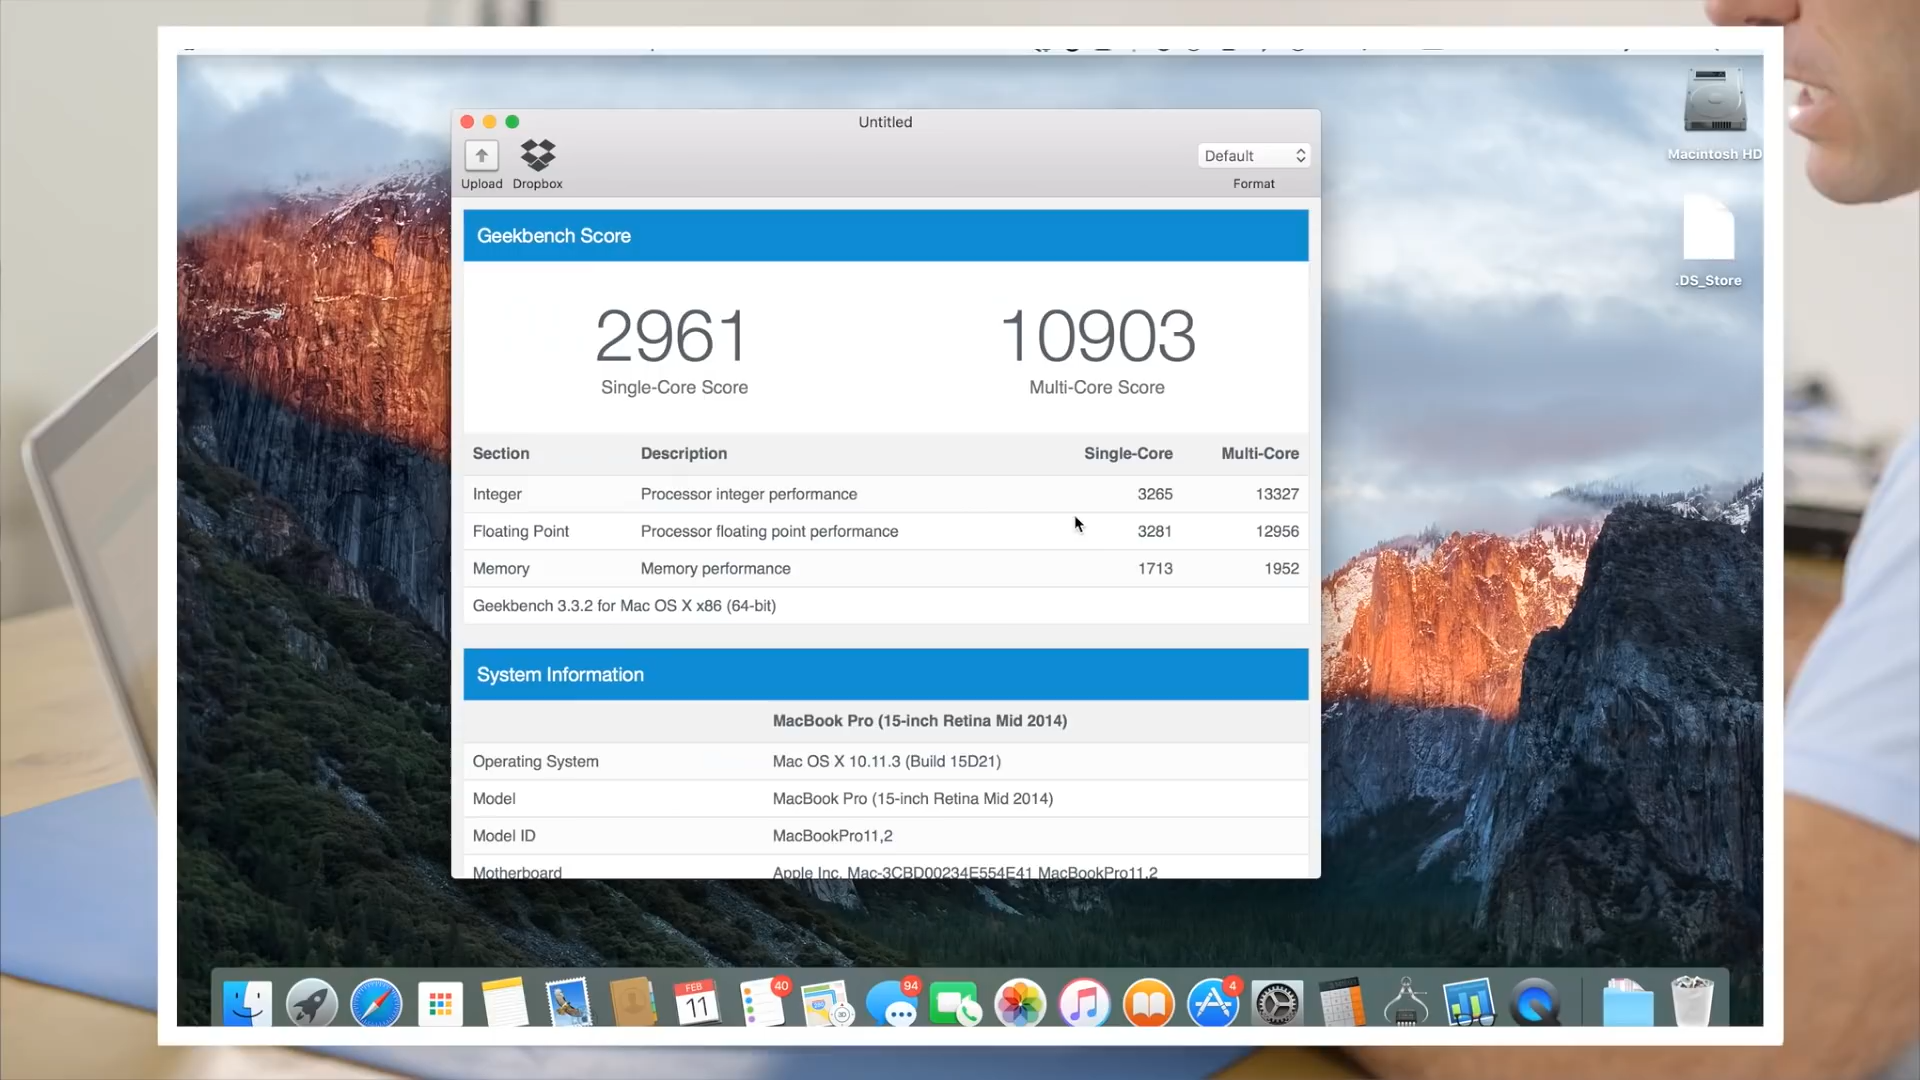 Untitled
Upload Dropbox
Default
Format
Macintosh HD
.DS_Store
Geekbench Score
2961 10903
Single-Core Score Multi-Core Score
Section Description Single-Core Multi-Core
Integer Processor integer performance 3265 13327
Floating Point Processor floating point performance 3281 12956
Memory Memory performance 1713 1952
Geekbench 3.3.2 for Mac OS X x86 (64-bit)
System Information
MacBook Pro (15-inch Retina Mid 2014)
Operating System Mac OS X 10.11.3 (Build 15D21)
Model MacBook Pro (15-inch Retina Mid 2014)
Model ID MacBookPro11,2
Motherboard Apple Inc. Mac-3CBD00234E554E41 MacBookPro11,2
FEB
11
40
3D
94
4